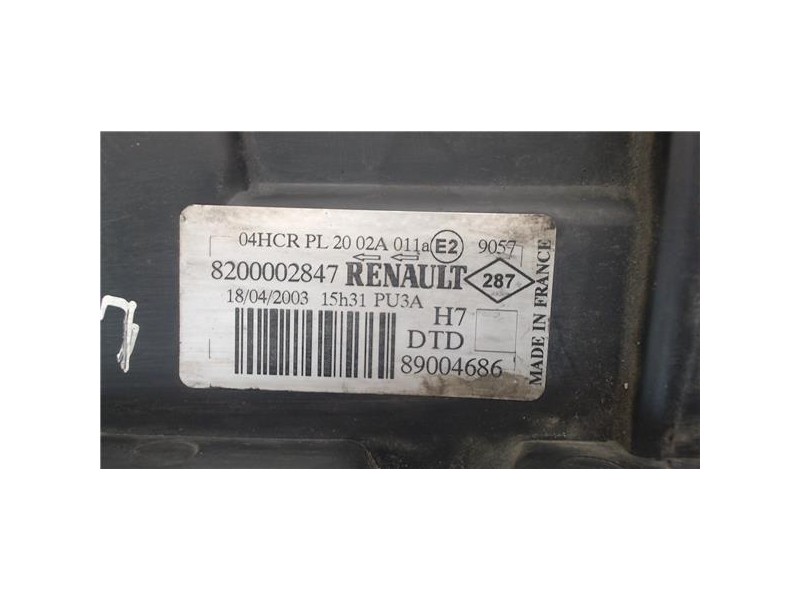 04HCR PL 20 02A 011a E2 9057
8200002847 RENAULT 287
18/04/2003 15h31 PU3A
H7
DTD
89004686
MADE IN FRANCE